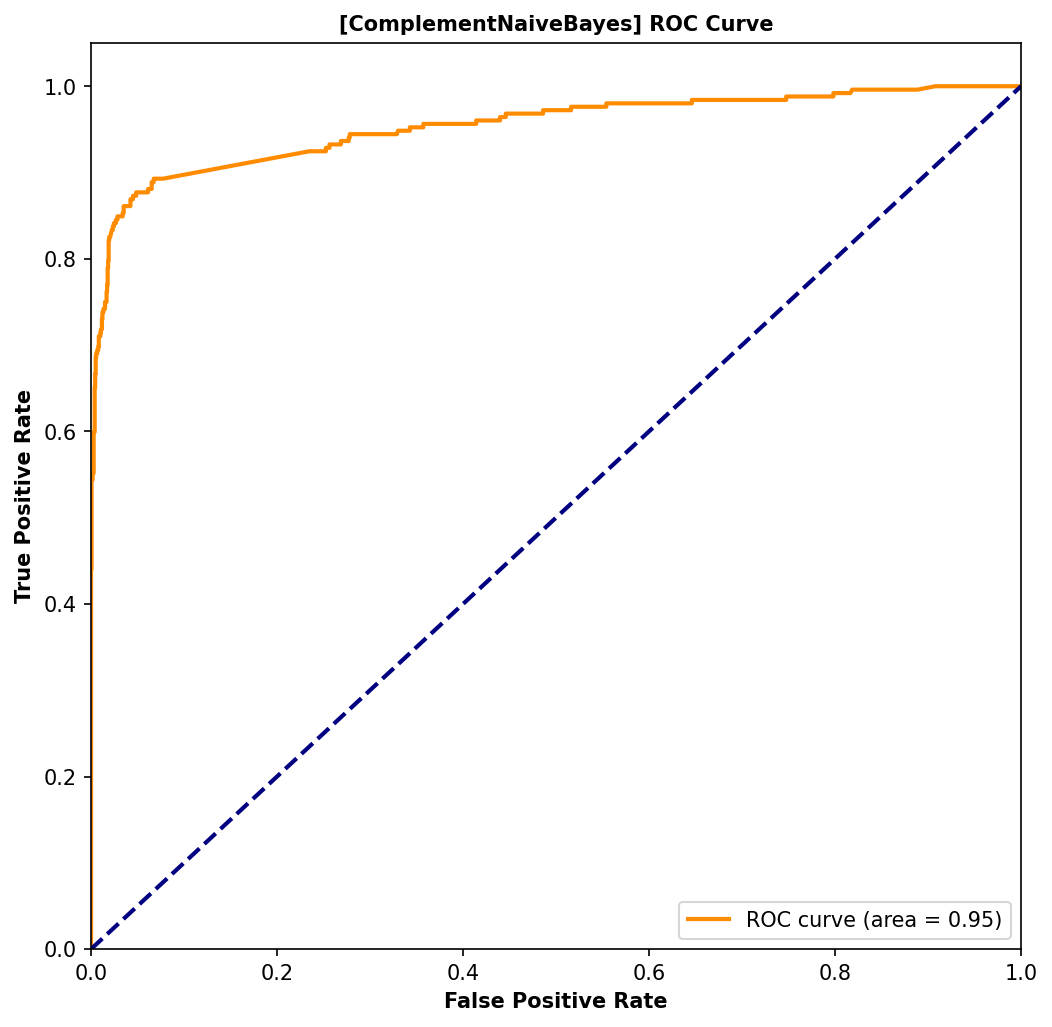 [ComplementNaiveBayes] ROC Curve
True Positive Rate
1.0
0.8
0.6
0.4
0.2
0.0
ROC curve (area = 0.95)
0.0 0.2 0.4 0.6 0.8 1.0
False Positive Rate